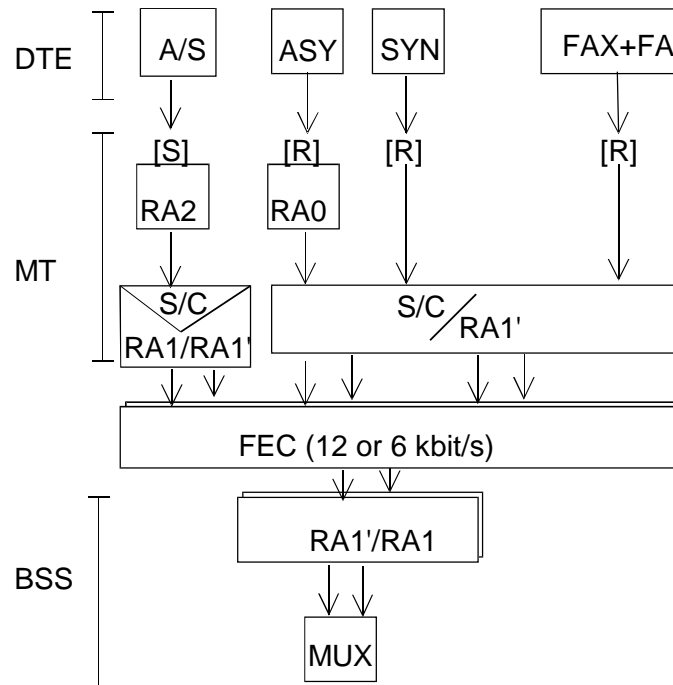 DTE
A/S
ASY
SYN
FAX+FA
[S]
[R]
[R]
[R]
RA2
RA0
MT
S/C
RA1/RA1'
S/C
RA1'
FEC (12 or 6 kbit/s)
BSS
RA1'/RA1
MUX